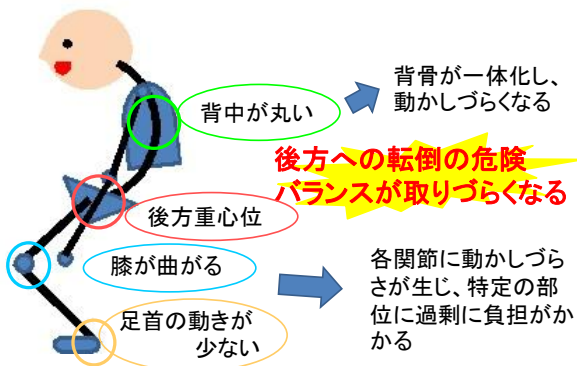 背中が丸い
背骨が一体化し、
動かしづらくなる
後方への転倒の危険
バランスが取りづらくなる
後方重心位
膝が曲がる
足首の動きが
少ない
各関節に動かしづら
さが生じ、特定の部
位に過剰に負担がか
かる